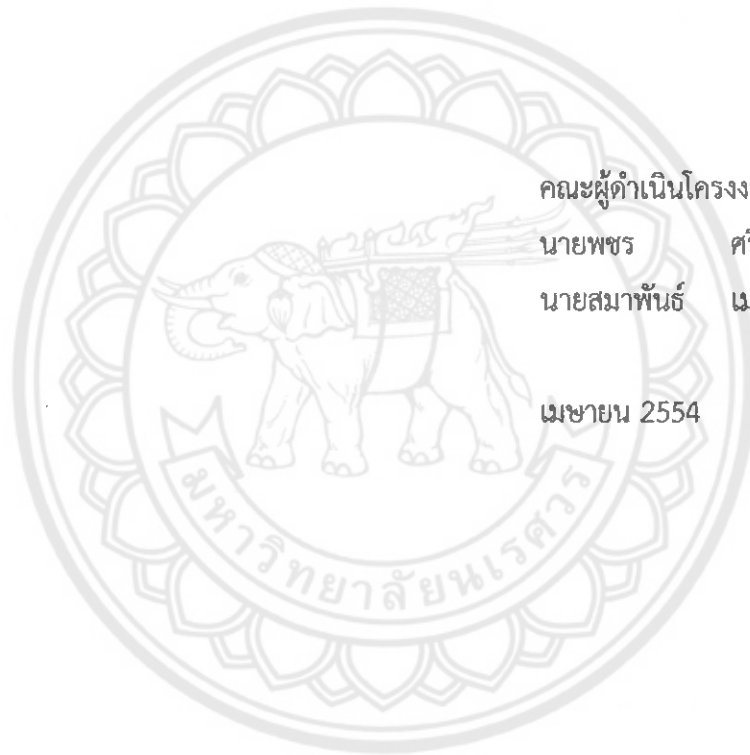 คณะผู้ดำเนินโครงง
นายพชร
นายสมาพันธ์
เมษายน 2554
มหาวิทยาลัยนเรศวร